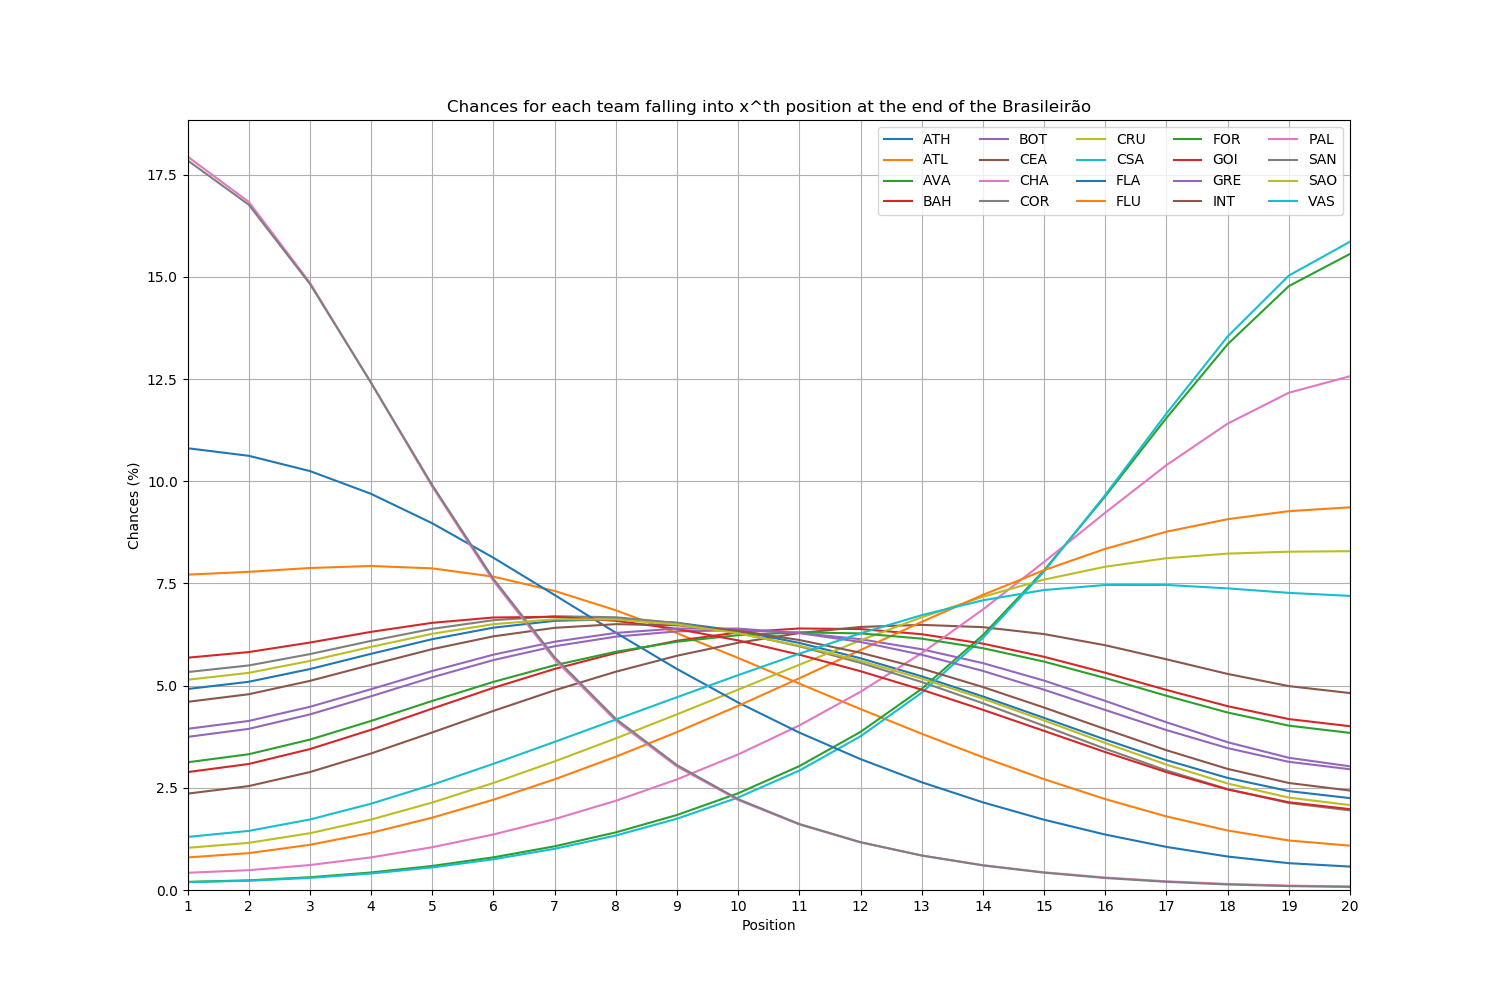 Chances for each team falling into x^th position at the end of the Brasileirão
ATH BOT CRU FOR PAL
ATL CEA CSA GOI SAN
AVA CHA FLA GRE SAO
BAH COR FLU INT VAS
17.5
15.0
12.5
10.0
7.5
5.0
2.5
0.0
Chances (%)
1 2 3 4 5 6 7 8 9 10 11 12 13 14 15 16 17 18 19 20
Position